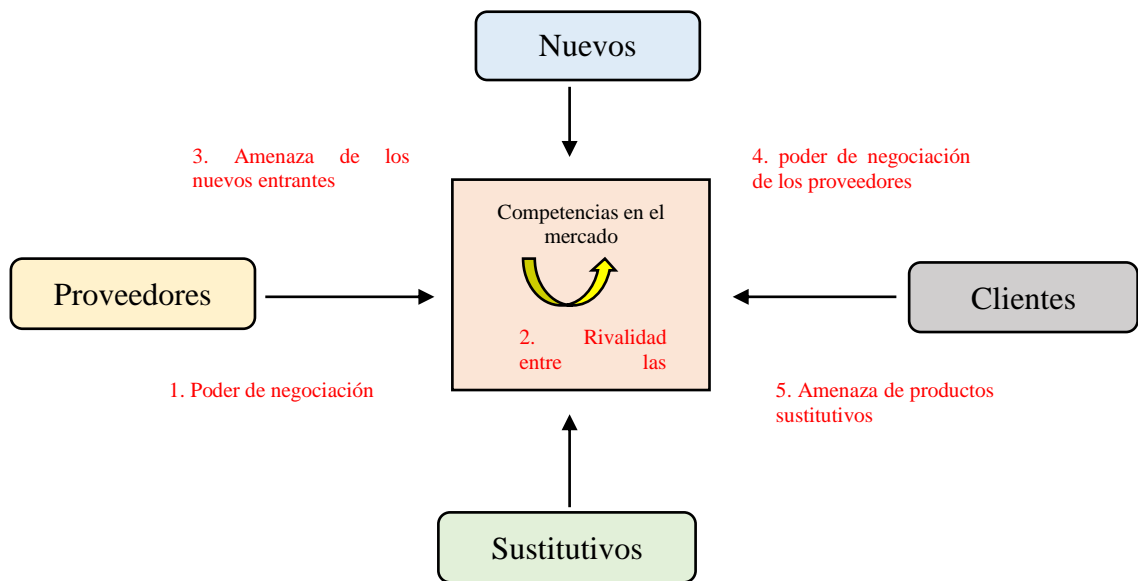 Nuevos
3. Amenaza de los
nuevos entrantes
4. poder de negociación
de los proveedores
Competencias en el
mercado
Proveedores
Clientes
2. Rivalidad
entre las
1. Poder de negociación
5. Amenaza de productos
sustitutivos
Sustitutivos